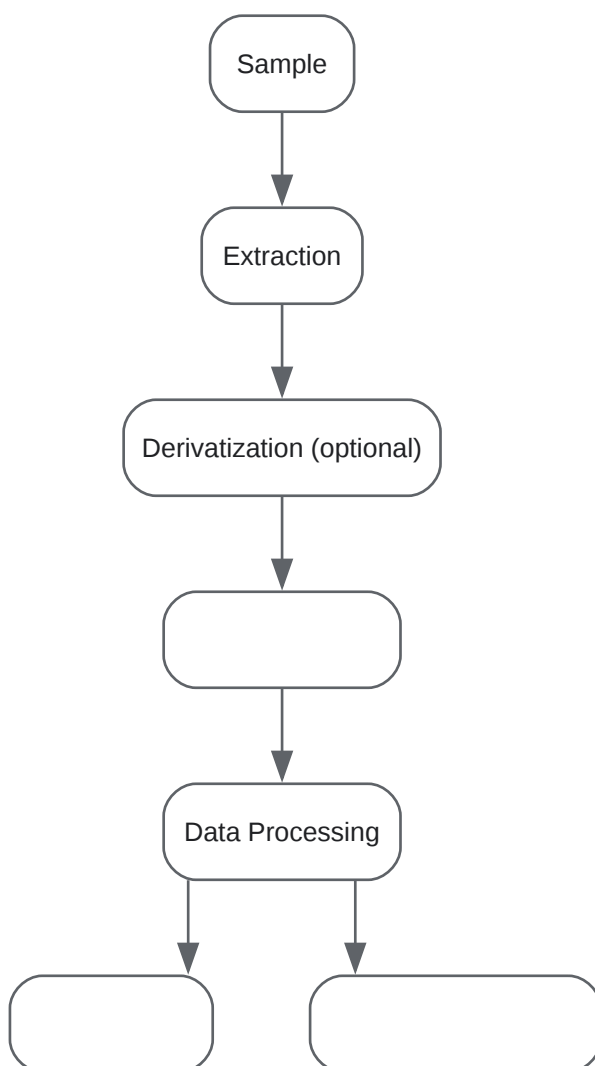 Sample
Extraction
Derivatization (optional)
Data Processing